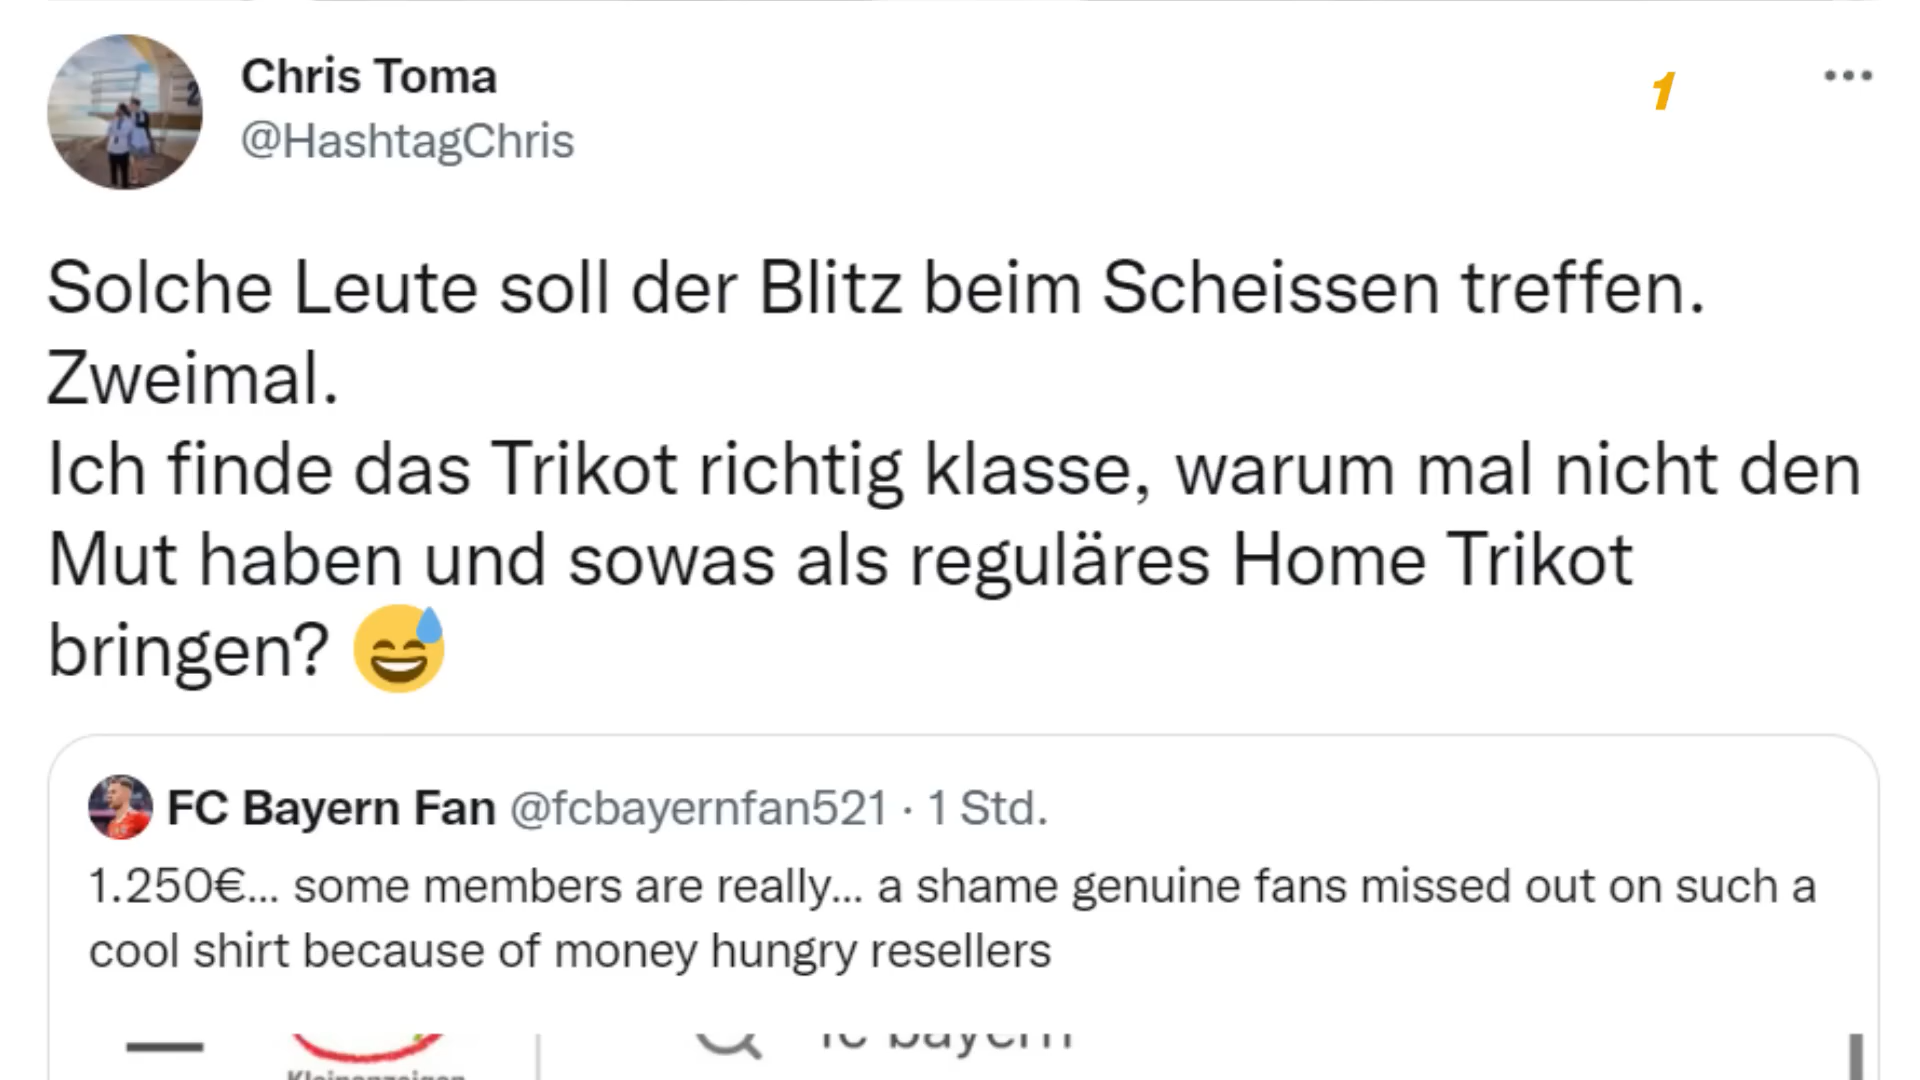 Chris Toma
1
@HashtagChris
Solche Leute soll der Blitz beim Scheissen treffen.
Zweimal.
Ich finde das Trikot richtig klasse, warum mal nicht den
Mut haben und sowas als reguläres Home Trikot
bringen? 😅
FC Bayern Fan @fcbayernfan521 · 1 Std.
1.250€... some members are really... a shame genuine fans missed out on such a
cool shirt because of money hungry resellers
fc bayern
Kleinanzeigen